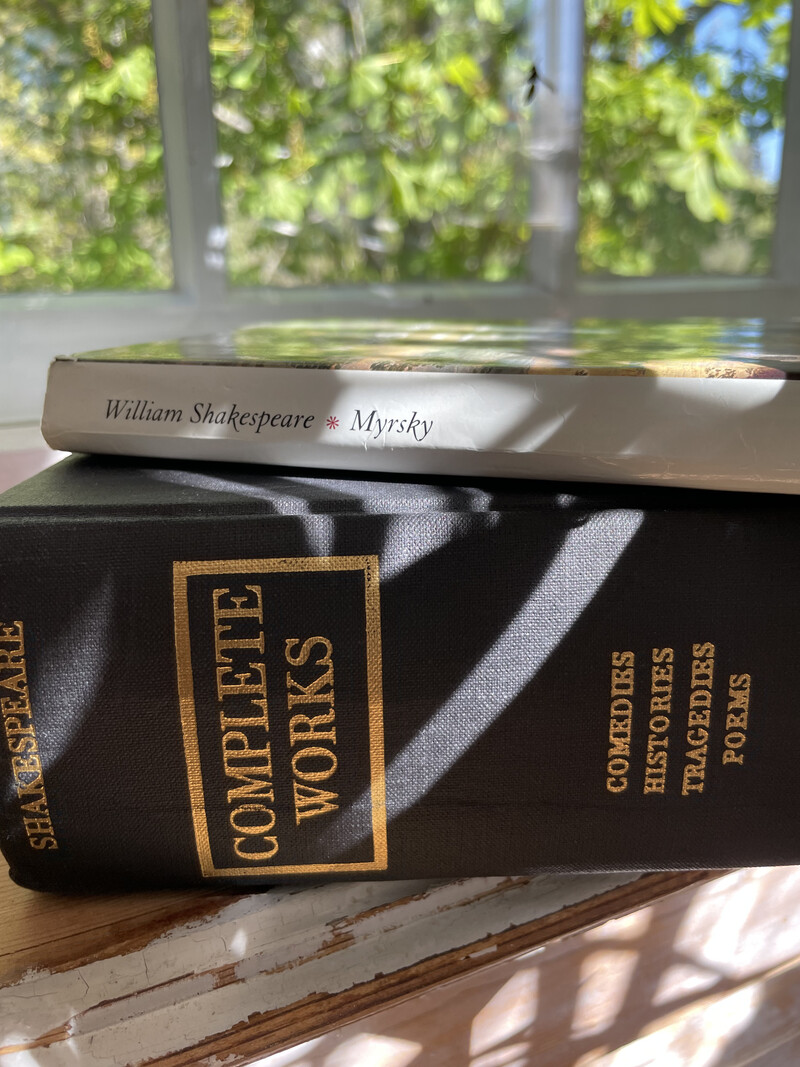 William Shakespeare * Myrsky
SHAKESPEARE
COMPLETE
WORKS
COMEDIES
HISTORIES
TRAGEDIES
POEMS